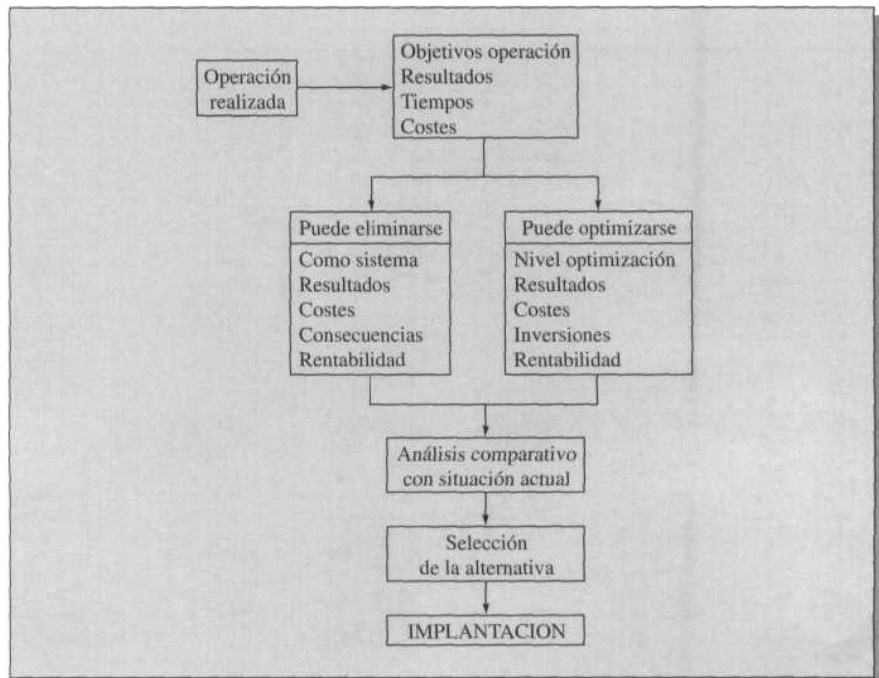 Operación
realizada
Objetivos operación
Resultados
Tiempos
Costes
Puede eliminarse
Como sistema
Resultados
Costes
Consecuencias
Rentabilidad
Puede optimizarse
Nivel optimización
Resultados
Costes
Inversiones
Rentabilidad
Análisis comparativo
con situación actual
Selección
de la alternativa
IMPLANTACION